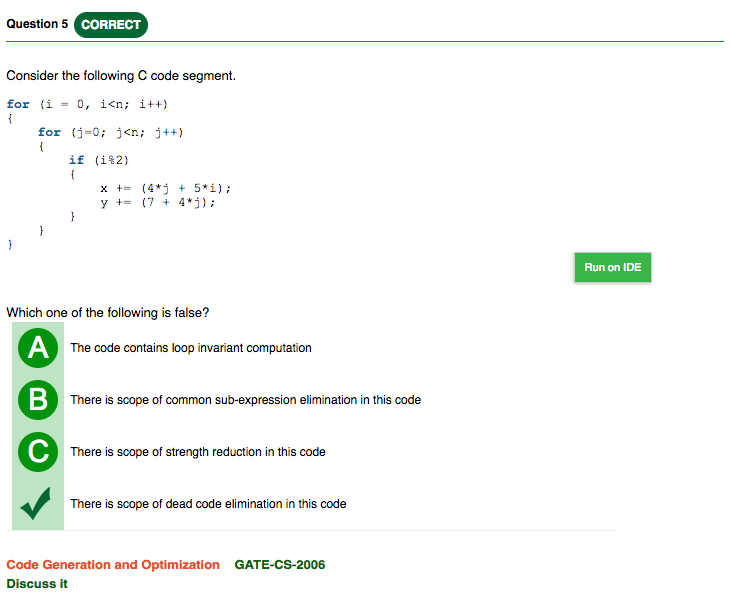 Question 5 CORRECT
Consider the following C code segment.
for (i = 0, i<n; i++)
{
for (j=0; j<n; j++)
{
if (i%2)
{
x += (4*j + 5*i);
y += (7 + 4*j);
}
}
}
Run on IDE
Which one of the following is false?
A The code contains loop invariant computation
B There is scope of common sub-expression elimination in this code
C There is scope of strength reduction in this code
There is scope of dead code elimination in this code
Code Generation and Optimization GATE-CS-2006
Discuss it